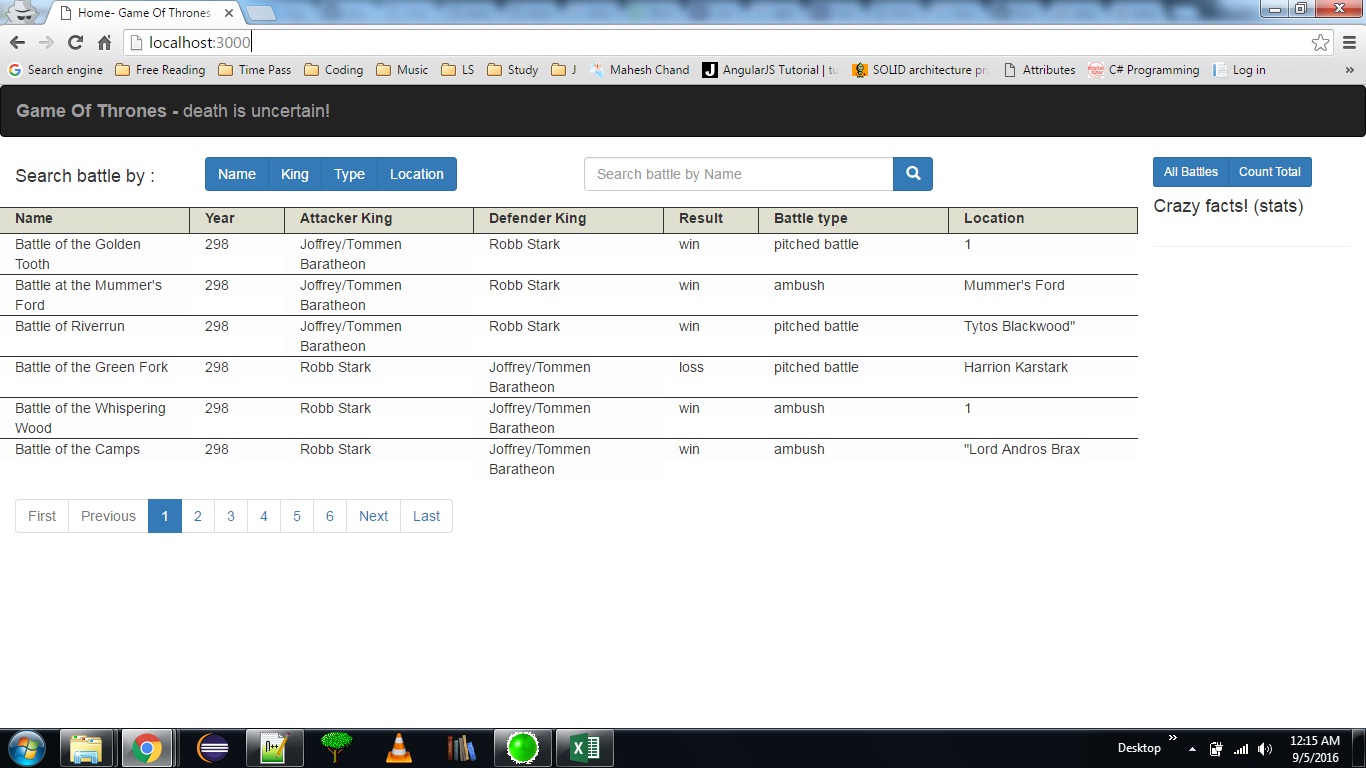 Home- Game Of Thrones
localhost:3000
Search engine Free Reading Time Pass Coding Music LS Study J Mahesh Chand AngularJS Tutorial | tu SOLID architecture pri Attributes C# Programming Log in »
Game Of Thrones - death is uncertain!
Search battle by : Name King Type Location Search battle by Name All Battles Count Total
Crazy facts! (stats)
Name Year Attacker King Defender King Result Battle type Location
Battle of the Golden 298 Joffrey/Tommen Robb Stark win pitched battle 1
Tooth Baratheon
Battle at the Mummer's 298 Joffrey/Tommen Robb Stark win ambush Mummer's Ford
Ford Baratheon
Battle of Riverrun 298 Joffrey/Tommen Robb Stark win pitched battle Tytos Blackwood"
Baratheon
Battle of the Green Fork 298 Robb Stark Joffrey/Tommen loss pitched battle Harrion Karstark
Baratheon
Battle of the Whispering 298 Robb Stark Joffrey/Tommen win ambush 1
Wood Baratheon
Battle of the Camps 298 Robb Stark Joffrey/Tommen win ambush "Lord Andros Brax
Baratheon
First Previous 1 2 3 4 5 6 Next Last
Desktop » 12:15 AM
9/5/2016